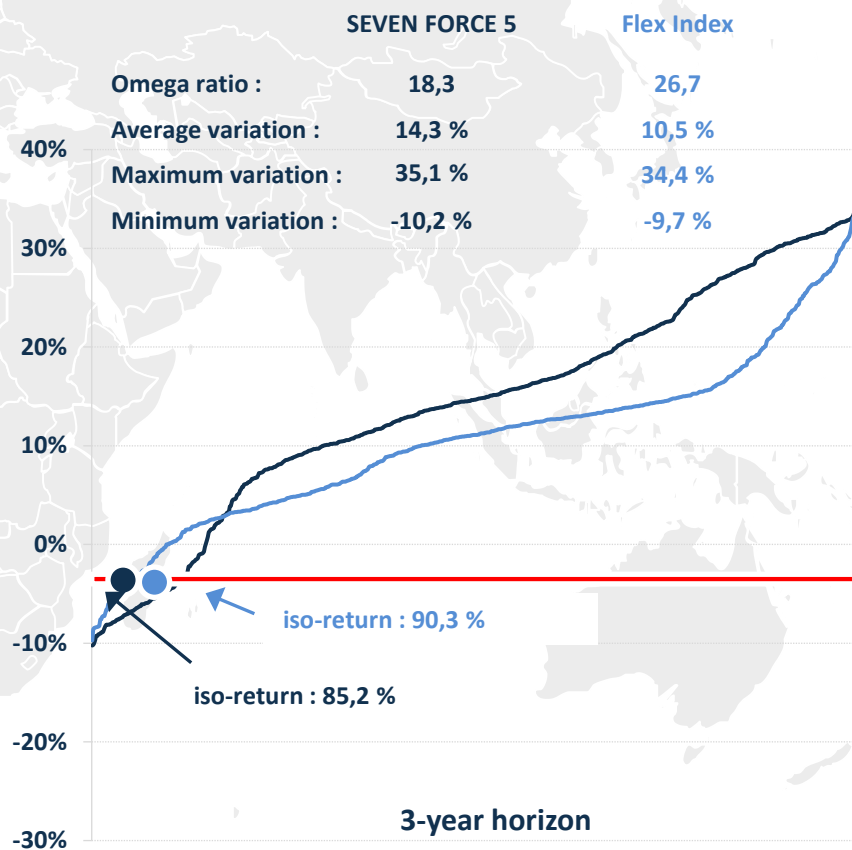 SEVEN FORCE 5 Flex Index
Omega ratio : 18,3 26,7
Average variation : 14,3 % 10,5 %
40%
Maximum variation : 35,1 % 34,4 %
Minimum variation : -10,2 % -9,7 %
30%
20%
10%
0%
iso-return : 90,3 %
-10%
iso-return : 85,2 %
-20%
3-year horizon
-30%